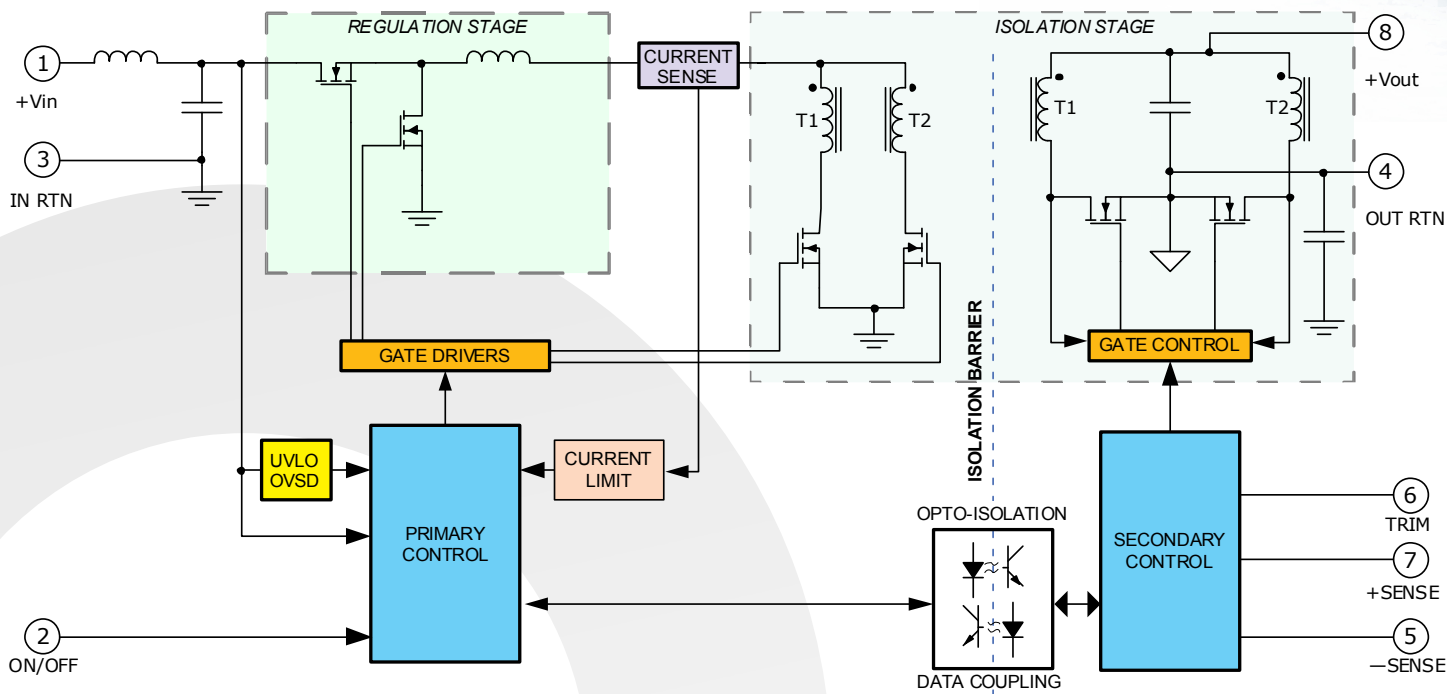 REGULATION STAGE
ISOLATION STAGE
1
+Vin
CURRENT
SENSE
8
+Vout
T1
T2
T1
T2
3
IN RTN
4
OUT RTN
GATE DRIVERS
GATE CONTROL
ISOLATION BARRIER
UVLO
OVSD
CURRENT
LIMIT
PRIMARY
CONTROL
OPTO-ISOLATION
SECONDARY
CONTROL
6
TRIM
7
+SENSE
2
ON/OFF
5
—SENSE
DATA COUPLING